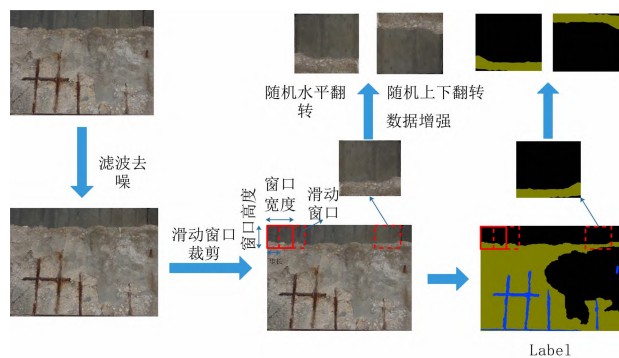 随机水平翻
转
随机上下翻转
数据增强
滤波去
噪
窗口
宽度
滑动
窗口
窗口高度
步长
滑动窗口
裁剪
Label